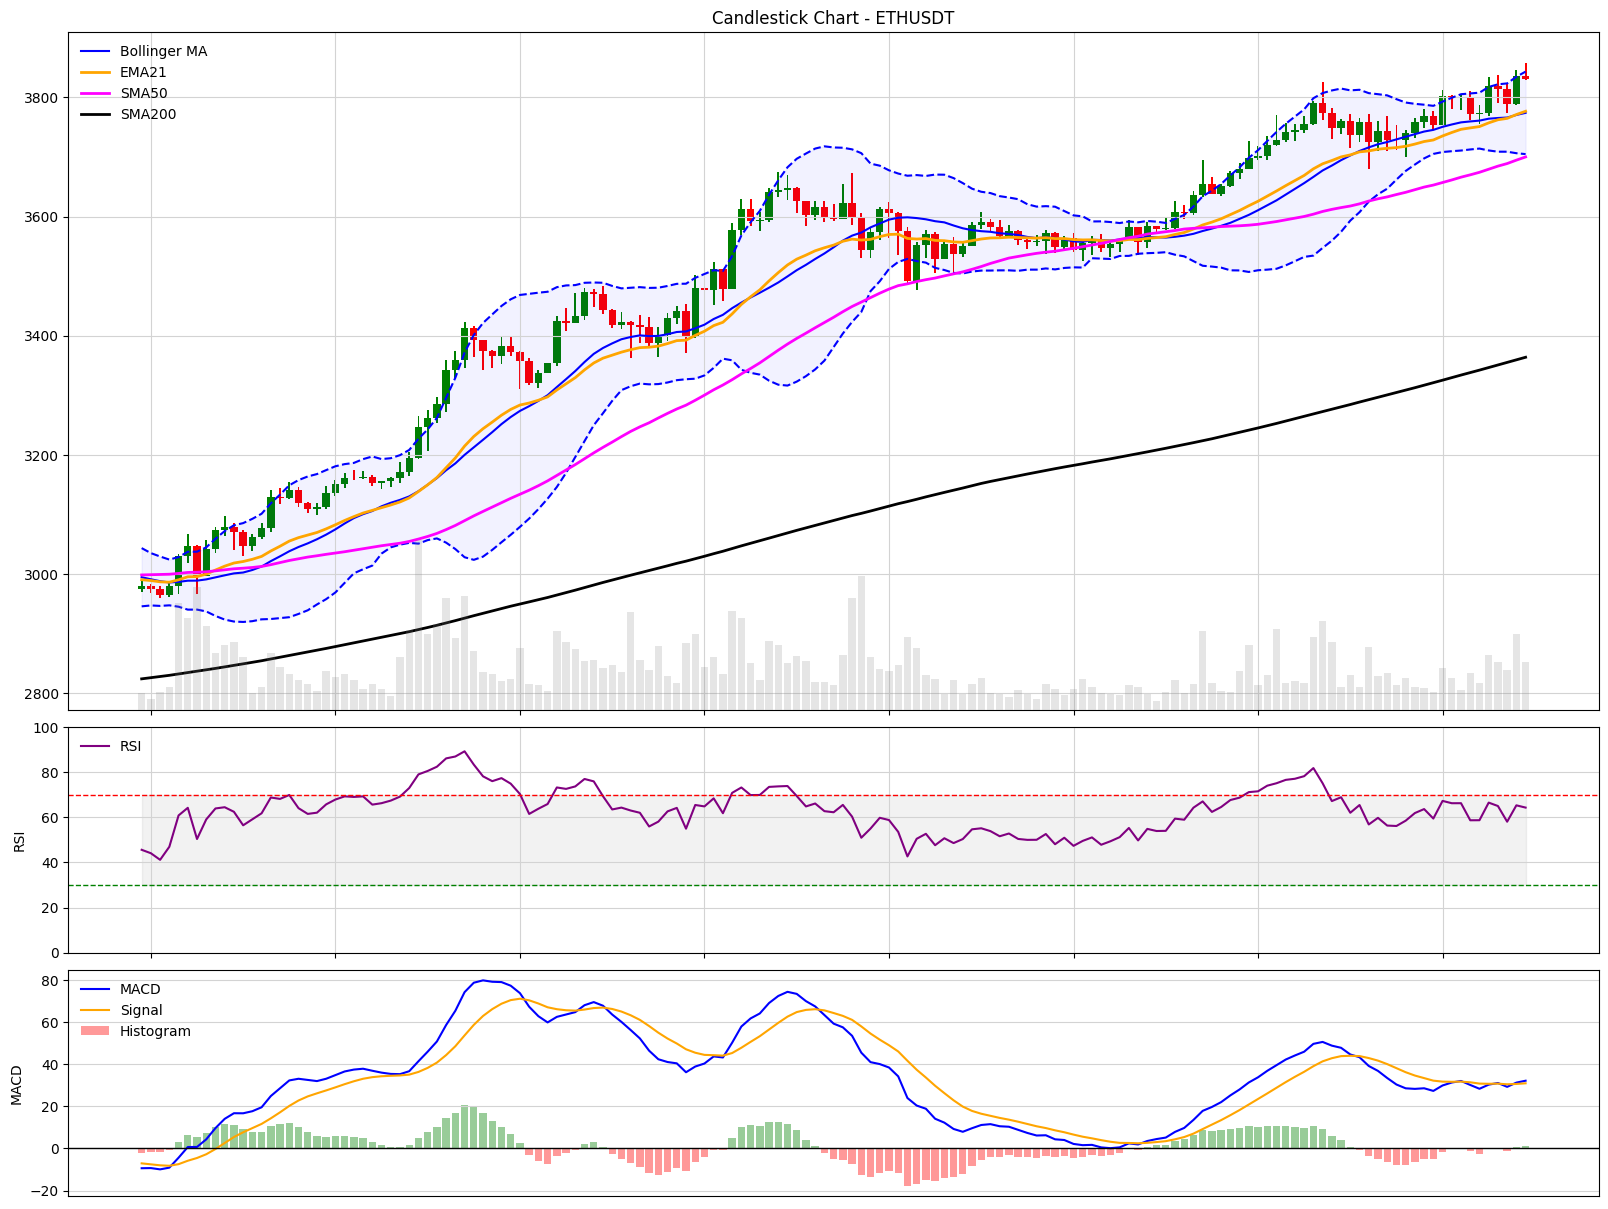 Candlestick Chart - ETHUSDT
Bollinger MA
EMA21
SMA50
SMA200
3800
3600
3400
3200
3000
2800
RSI
100
80
60
40
20
0
RSI
MACD
Signal
Histogram
80
60
40
20
0
−20
MACD